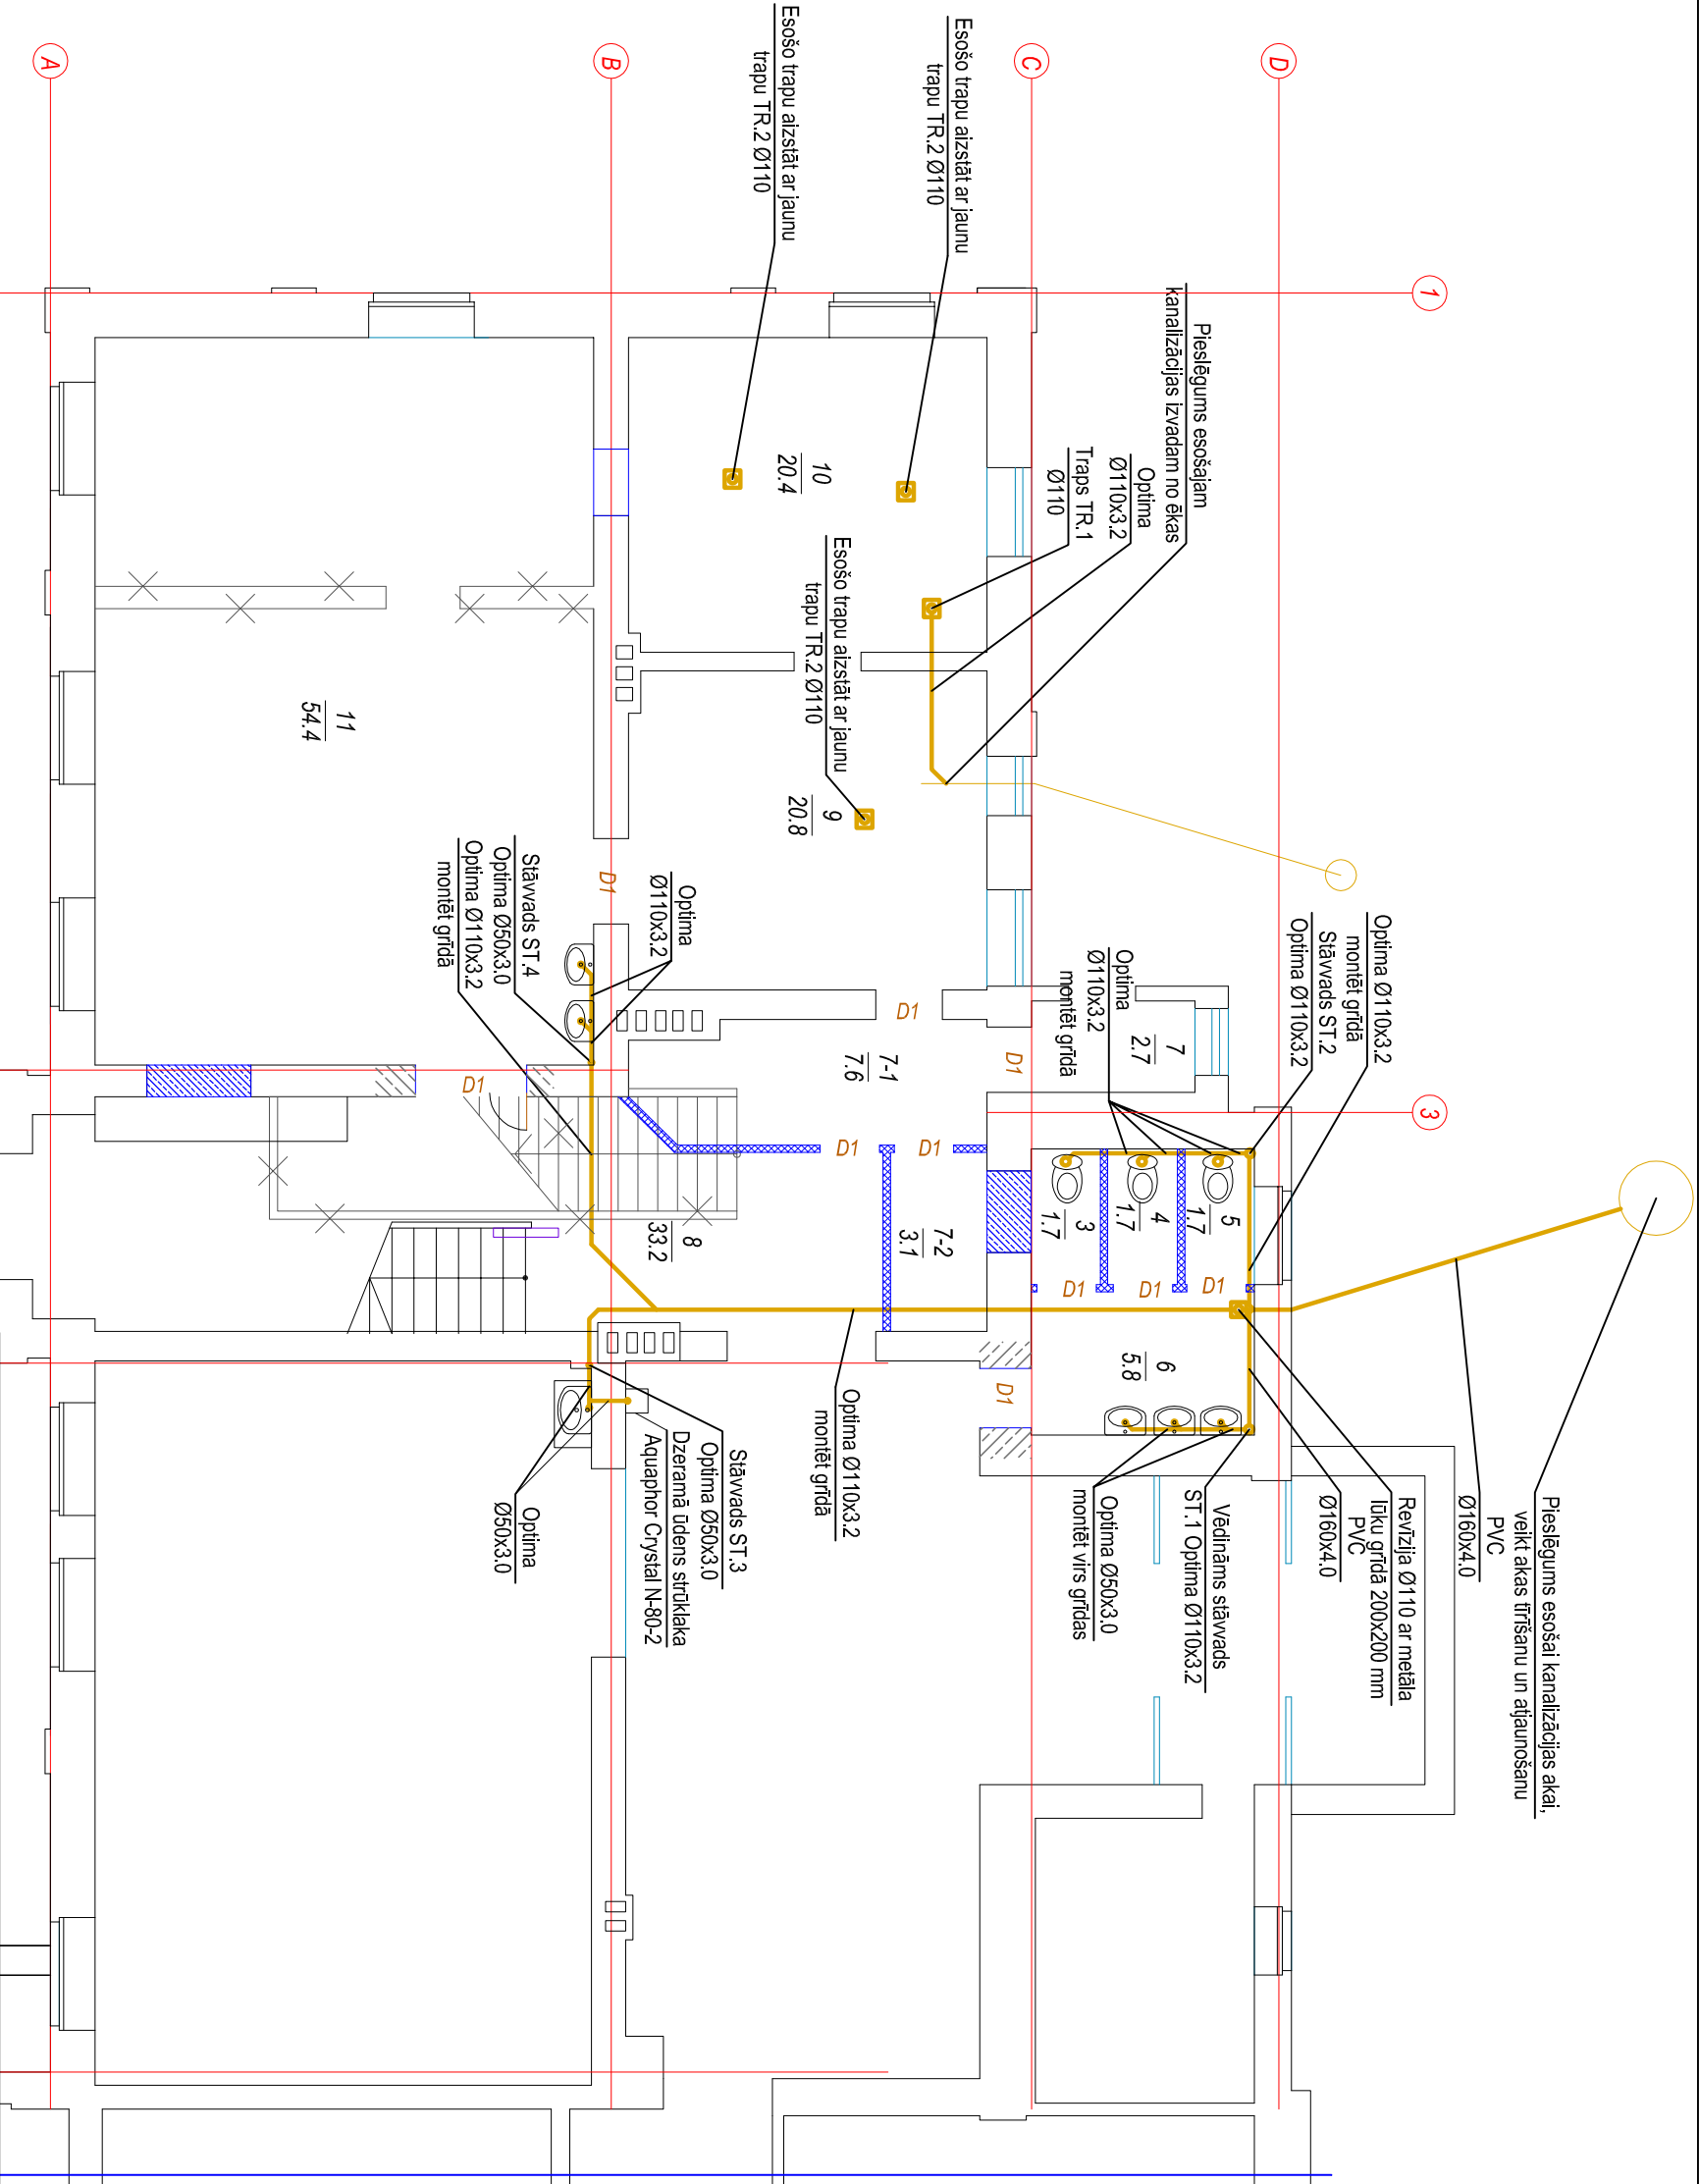 A
B
C
D
1
3
Esošo trapu aizstāt ar jaunu
trapu TR.2 Ø110
Esošo trapu aizstāt ar jaunu
trapu TR.2 Ø110
Pieslēgums esošajam
kanalizācijas izvadam no ēkas
Optima
Ø110x3.2
Traps TR.1
Ø110
10
20.4
Esošo trapu aizstāt ar jaunu
trapu TR.2 Ø110
9
20.8
11
54.4
Optima Ø110x3.2
montēt grīdā
Stāvvads ST.2
Optima Ø110x3.2
Optima
Ø110x3.2
montēt grīdā
7
2.7
D1
D1
D1
Optima
Ø110x3.2
Stāvvads ST.4
Optima Ø50x3.0
Optima Ø110x3.2
montēt grīdā
7-1
7.6
D1
D1
D1
5
1.7
4
1.7
3
1.7
7-2
3.1
8
33.2
D1
D1
D1
6
5.8
D1
Pieslēgums esošai kanalizācijas akai,
veikt akas tīrīšanu un atjaunošanu
PVC
Ø160x4.0
Revīzija Ø110 ar metāla
lūku grīdā 200x200 mm
PVC
Ø160x4.0
Vēdināms stāvvads
ST.1 Optima Ø110x3.2
Optima Ø50x3.0
montēt virs grīdas
Optima Ø110x3.2
montēt grīdā
Stāvvads ST.3
Optima Ø50x3.0
Dzeramā ūdens strūklaka
Aquaphor Crystal N-80-2
Optima
Ø50x3.0